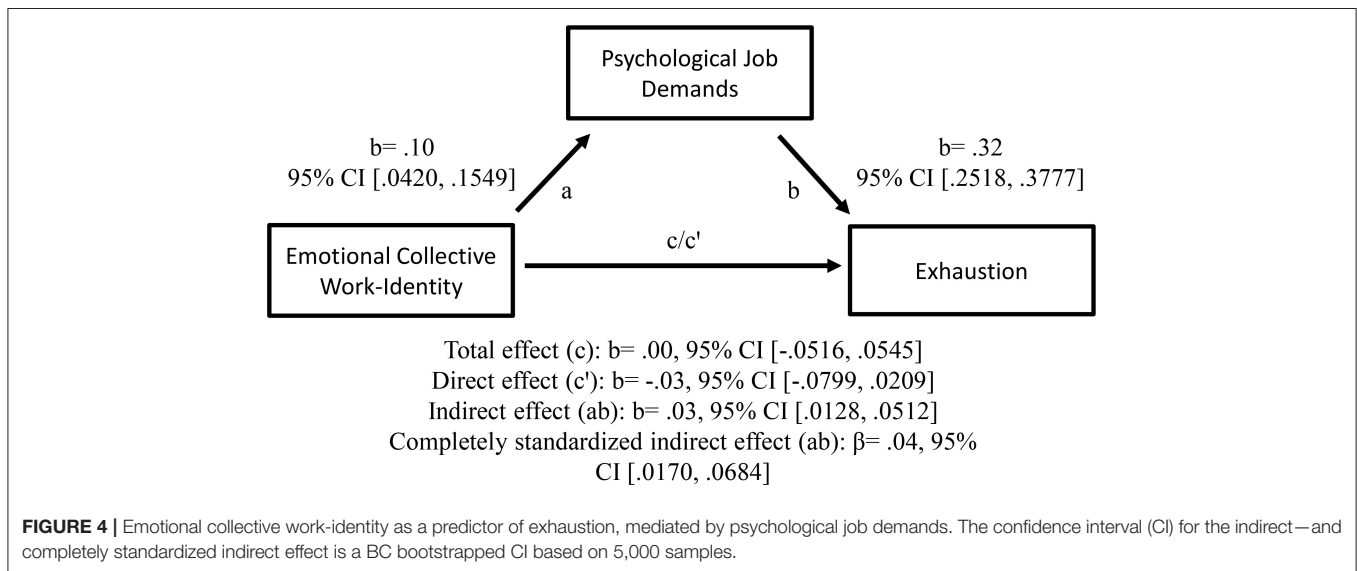 Psychological Job
Demands
b= .10
95% CI [.0420, .1549]
b= .32
95% CI [.2518, .3777]
a
b
c/c'
Emotional Collective
Work-Identity
Exhaustion
Total effect (c): b= .00, 95% CI [-.0516, .0545]
Direct effect (c'): b= -.03, 95% CI [-.0799, .0209]
Indirect effect (ab): b= .03, 95% CI [.0128, .0512]
Completely standardized indirect effect (ab): β= .04, 95%
CI [.0170, .0684]
FIGURE 4 | Emotional collective work-identity as a predictor of exhaustion, mediated by psychological job demands. The confidence interval (CI) for the indirect—and
completely standardized indirect effect is a BC bootstrapped CI based on 5,000 samples.